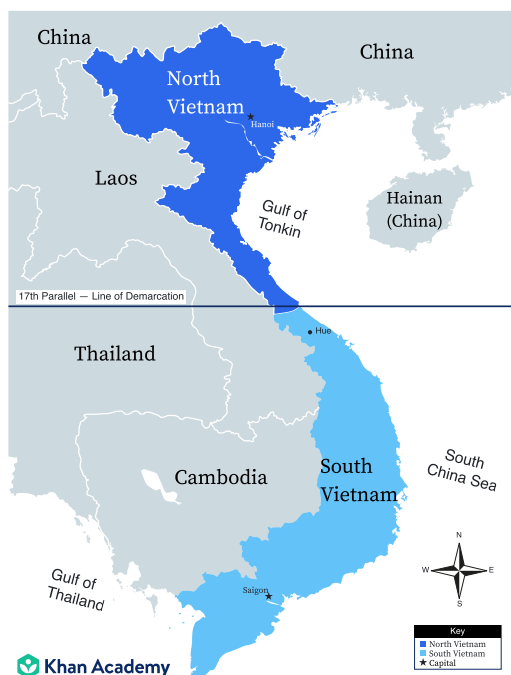 China
China
North
Vietnam
Hanoi
Laos
Hainan
(China)
Gulf of
Tonkin
17th Parallel — Line of Demarcation
Hue
Thailand
South
Vietnam
South
China Sea
Cambodia
Gulf of
Thailand
Saigon
N
W
E
S
Key
North Vietnam
South Vietnam
Capital
Khan Academy